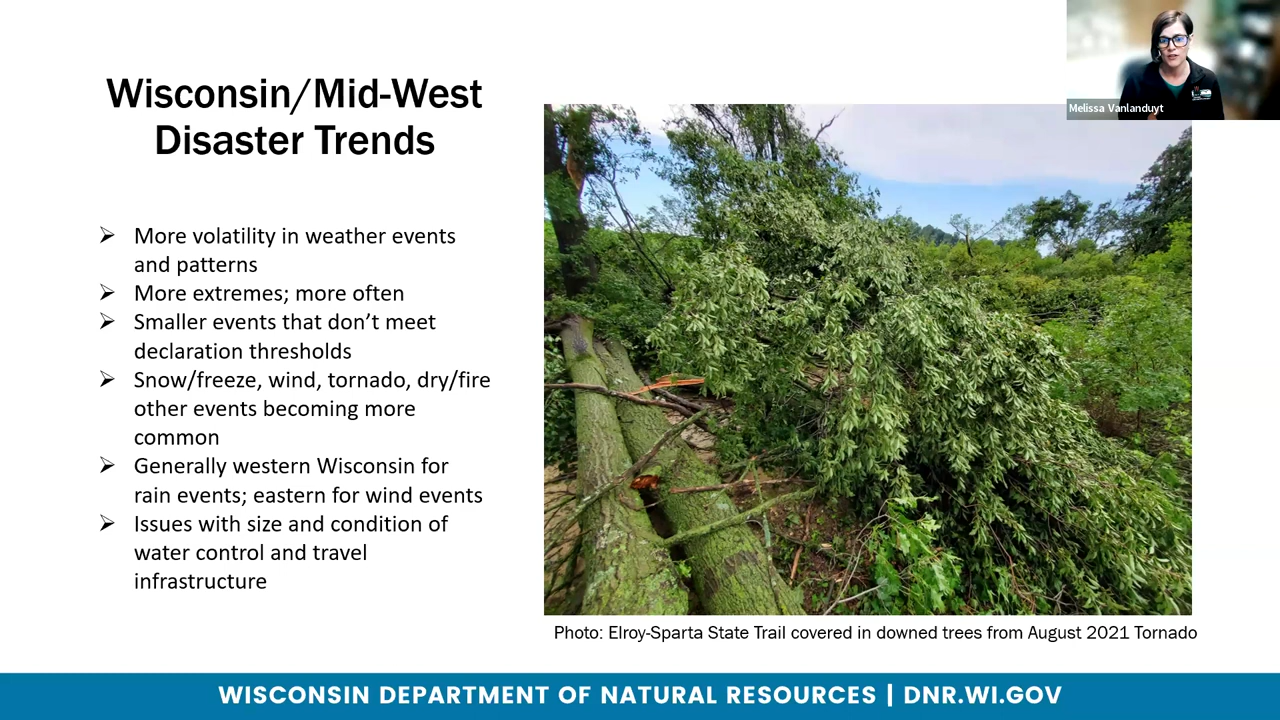 Melissa Vanlanduyt
Wisconsin/Mid-West
Disaster Trends
➢ More volatility in weather events
and patterns
➢ More extremes; more often
➢ Smaller events that don’t meet
declaration thresholds
➢ Snow/freeze, wind, tornado, dry/fire
other events becoming more
common
➢ Generally western Wisconsin for
rain events; eastern for wind events
➢ Issues with size and condition of
water control and travel
infrastructure
Photo: Elroy-Sparta State Trail covered in downed trees from August 2021 Tornado
WISCONSIN DEPARTMENT OF NATURAL RESOURCES | DNR.WI.GOV